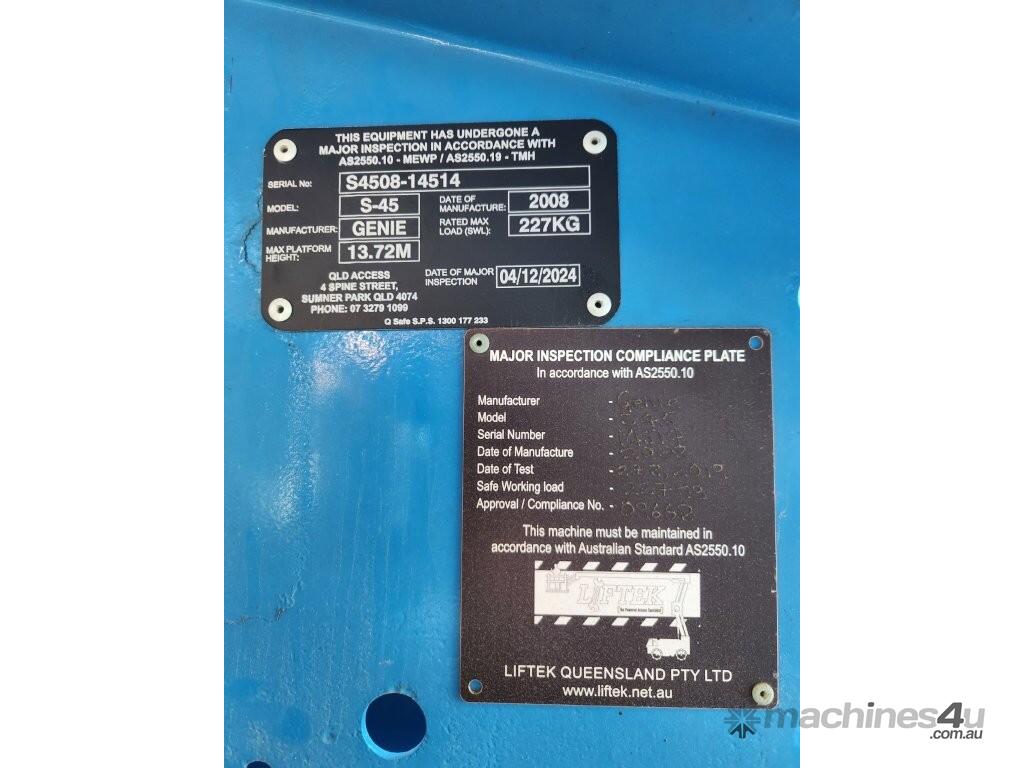 THIS EQUIPMENT HAS UNDERGONE A
MAJOR INSPECTION IN ACCORDANCE WITH
AS2550.10 - MEWP / AS2550.19 - TMH
SERIAL No: S4508-14514
MODEL: S-45 DATE OF MANUFACTURE: 2008
MANUFACTURER: GENIE RATED MAX LOAD (SWL): 227KG
MAX PLATFORM HEIGHT: 13.72M
QLD ACCESS
4 SPINE STREET,
SUMNER PARK QLD 4074
PHONE: 07 3279 1099
DATE OF MAJOR INSPECTION 04/12/2024
Q Safe S.P.S. 1300 177 233
MAJOR INSPECTION COMPLIANCE PLATE
In accordance with AS2550.10
Manufacturer - Genie
Model -
Serial Number -
Date of Manufacture -
Date of Test -
Safe Working load -
Approval / Compliance No. -
This machine must be maintained in
accordance with Australian Standard AS2550.10
LIFTEK
The Powered Access Specialist
LIFTEK QUEENSLAND PTY LTD
www.liftek.net.au
machines4u
.com.au